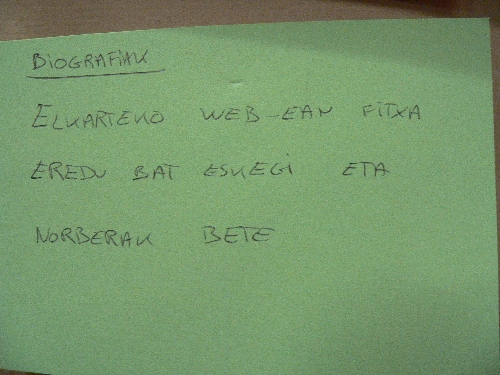 BIOGRAFIAK
ELKARTEKO WEB-EAN FITXA
EREDU BAT ESKEGI ETA
NORBERAK BETE